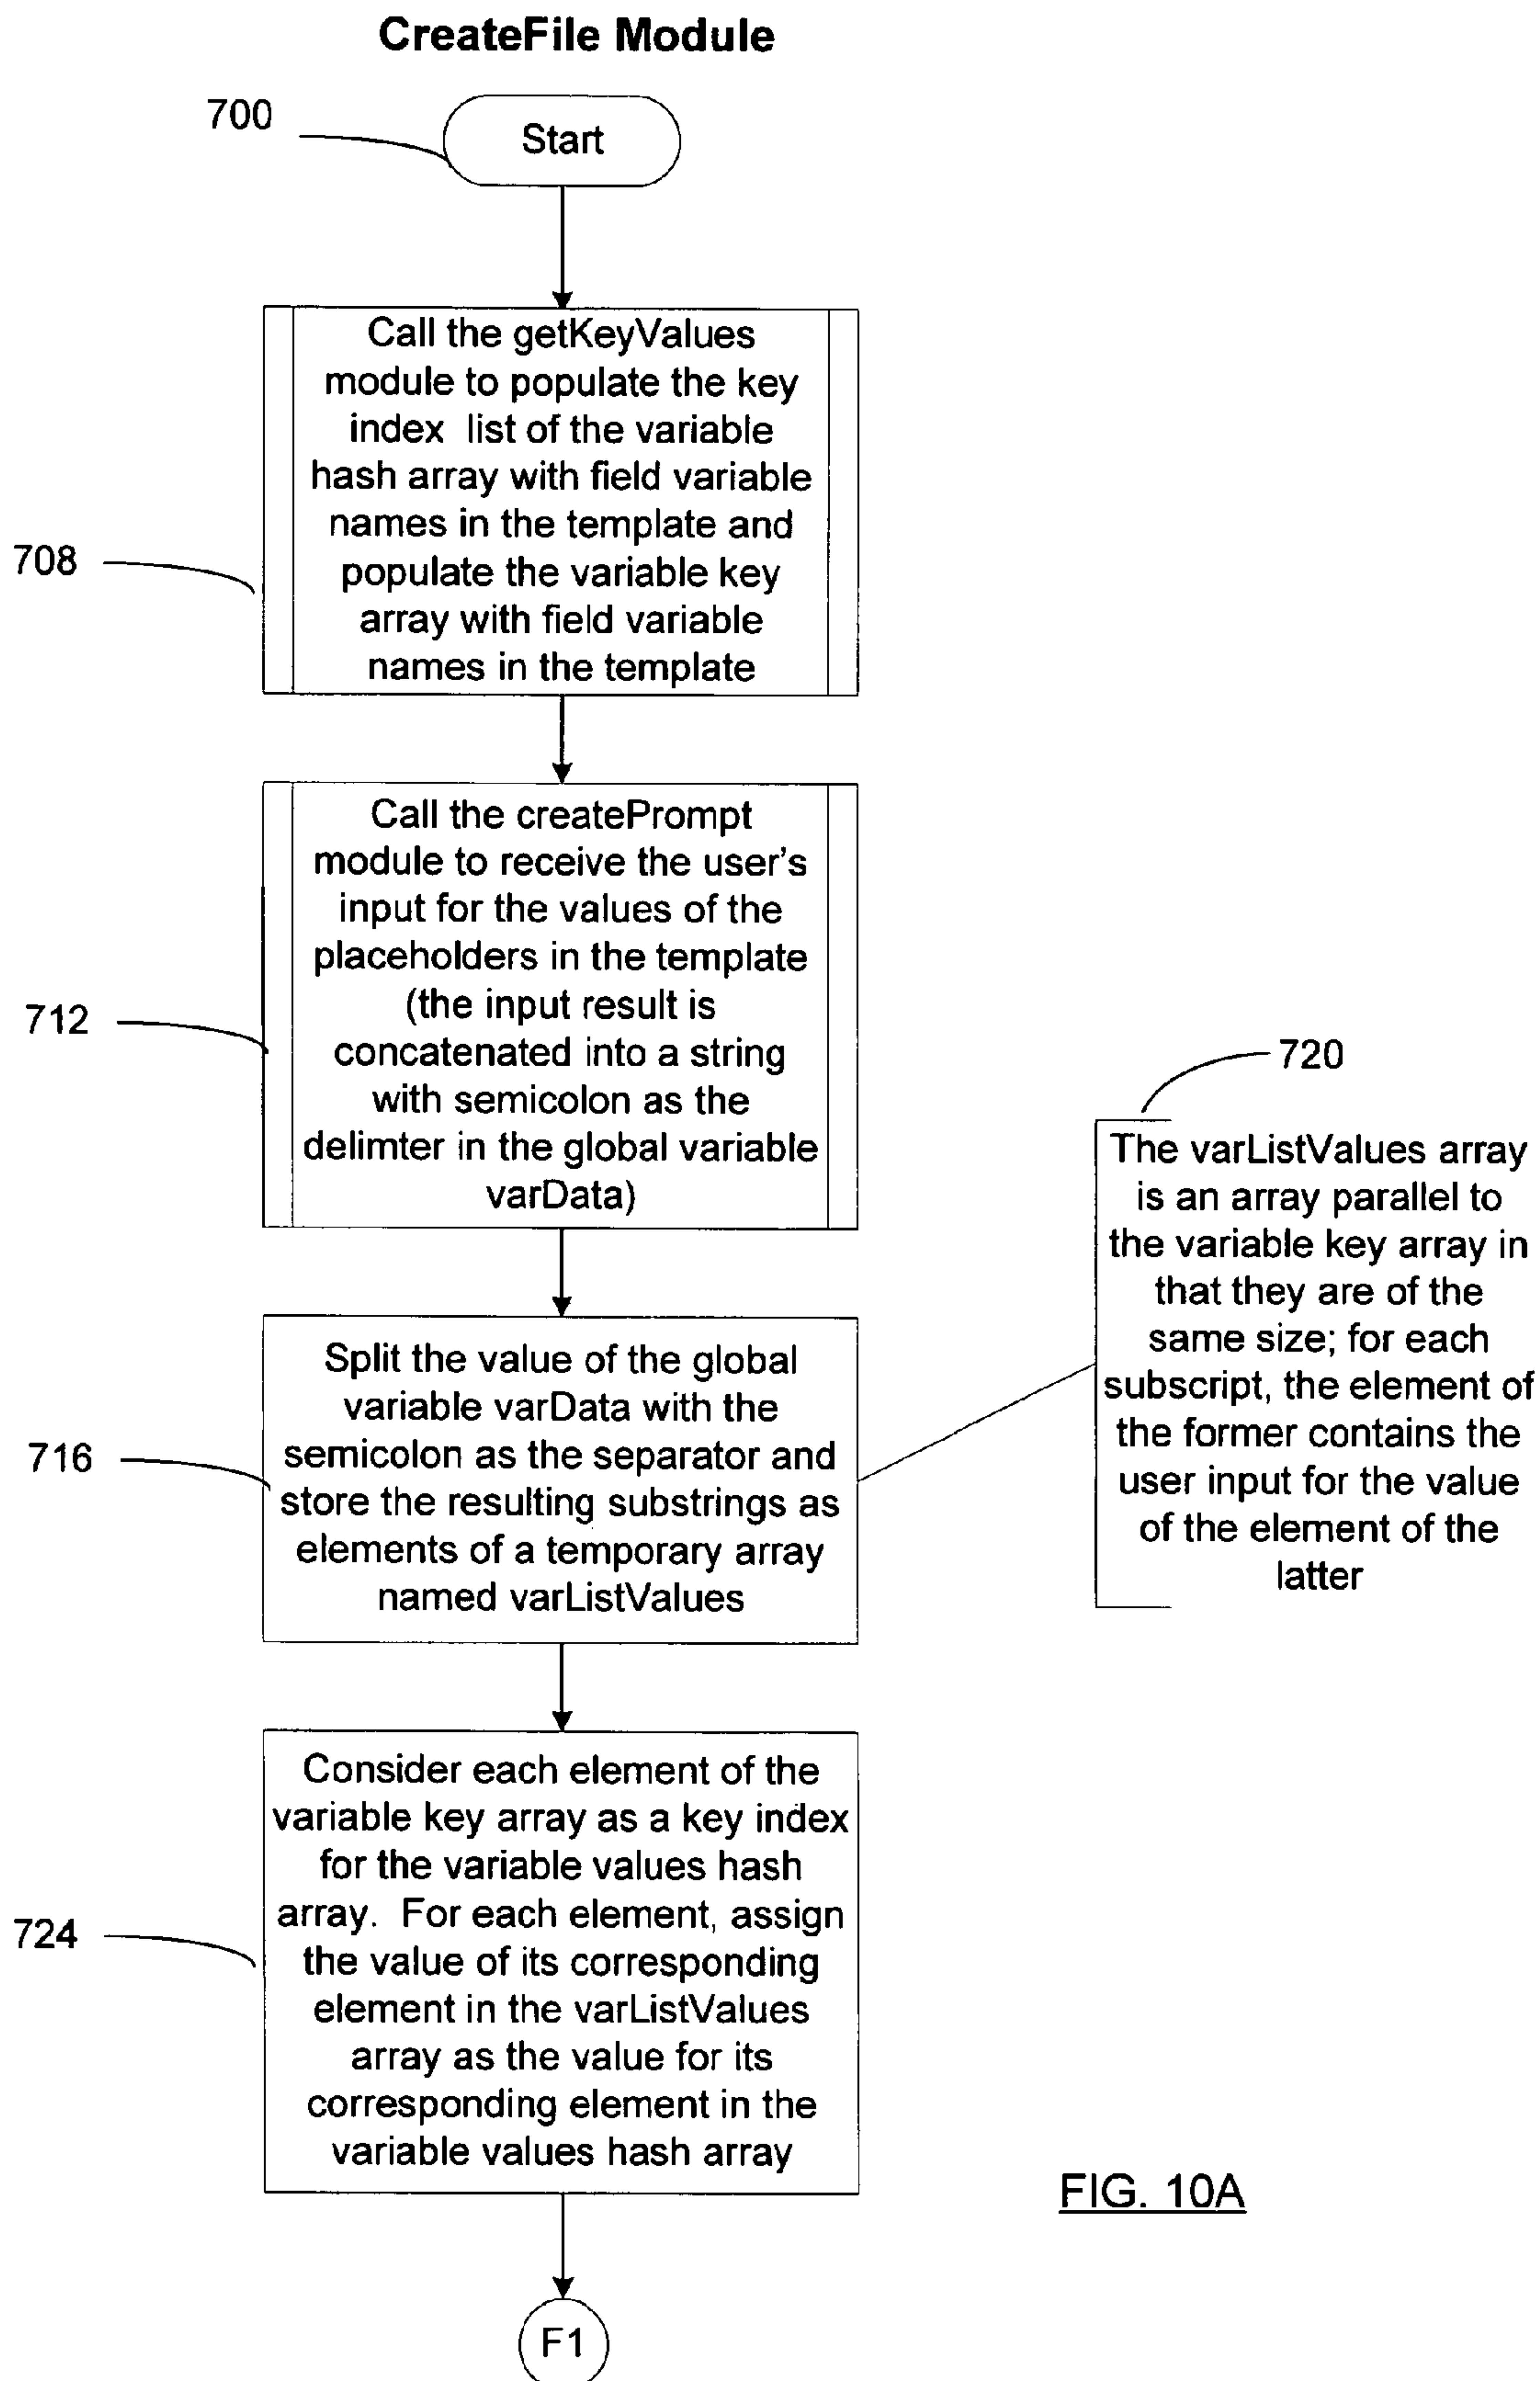 CreateFile Module
700
Start
Call the getKeyValues
module to populate the key
index list of the variable
hash array with field variable
names in the template and
populate the variable key
array with field variable
names in the template
708
Call the createPrompt
module to receive the user's
input for the values of the
placeholders in the template
(the input result is
concatenated into a string
with semicolon as the
delimter in the global variable
varData)
712
720
The varListValues array
is an array parallel to
the variable key array in
that they are of the
same size; for each
subscript, the element of
the former contains the
user input for the value
of the element of the
latter
Split the value of the global
variable varData with the
semicolon as the separator and
store the resulting substrings as
elements of a temporary array
named varListValues
716
Consider each element of the
variable key array as a key index
for the variable values hash
array. For each element, assign
the value of its corresponding
element in the varListValues
array as the value for its
corresponding element in the
variable values hash array
724
FIG. 10A
F1